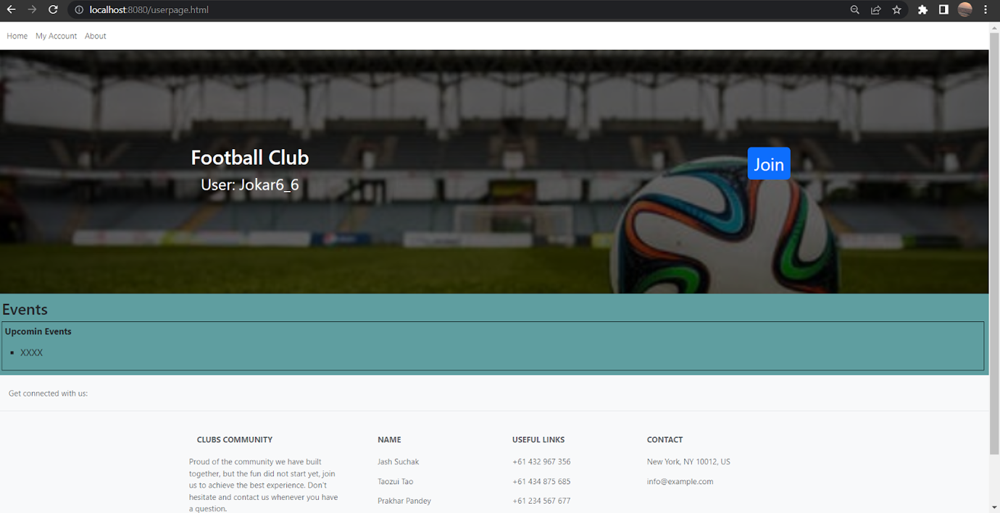 localhost:8080/userpage.html
Home My Account About
Football Club
User: Jokar6_6
Join
Events
Upcomin Events
XXXX
Get connected with us:
CLUBS COMMUNITY
Proud of the community we have built
together, but the fun did not start yet, join
us to achieve the best experience. Don't
hesitate and contact us whenever you have
a question.
NAME
Jash Suchak
Taozui Tao
Prakhar Pandey
USEFUL LINKS
+61 432 967 356
+61 434 875 685
+61 234 567 677
CONTACT
New York, NY 10012, US
info@example.com